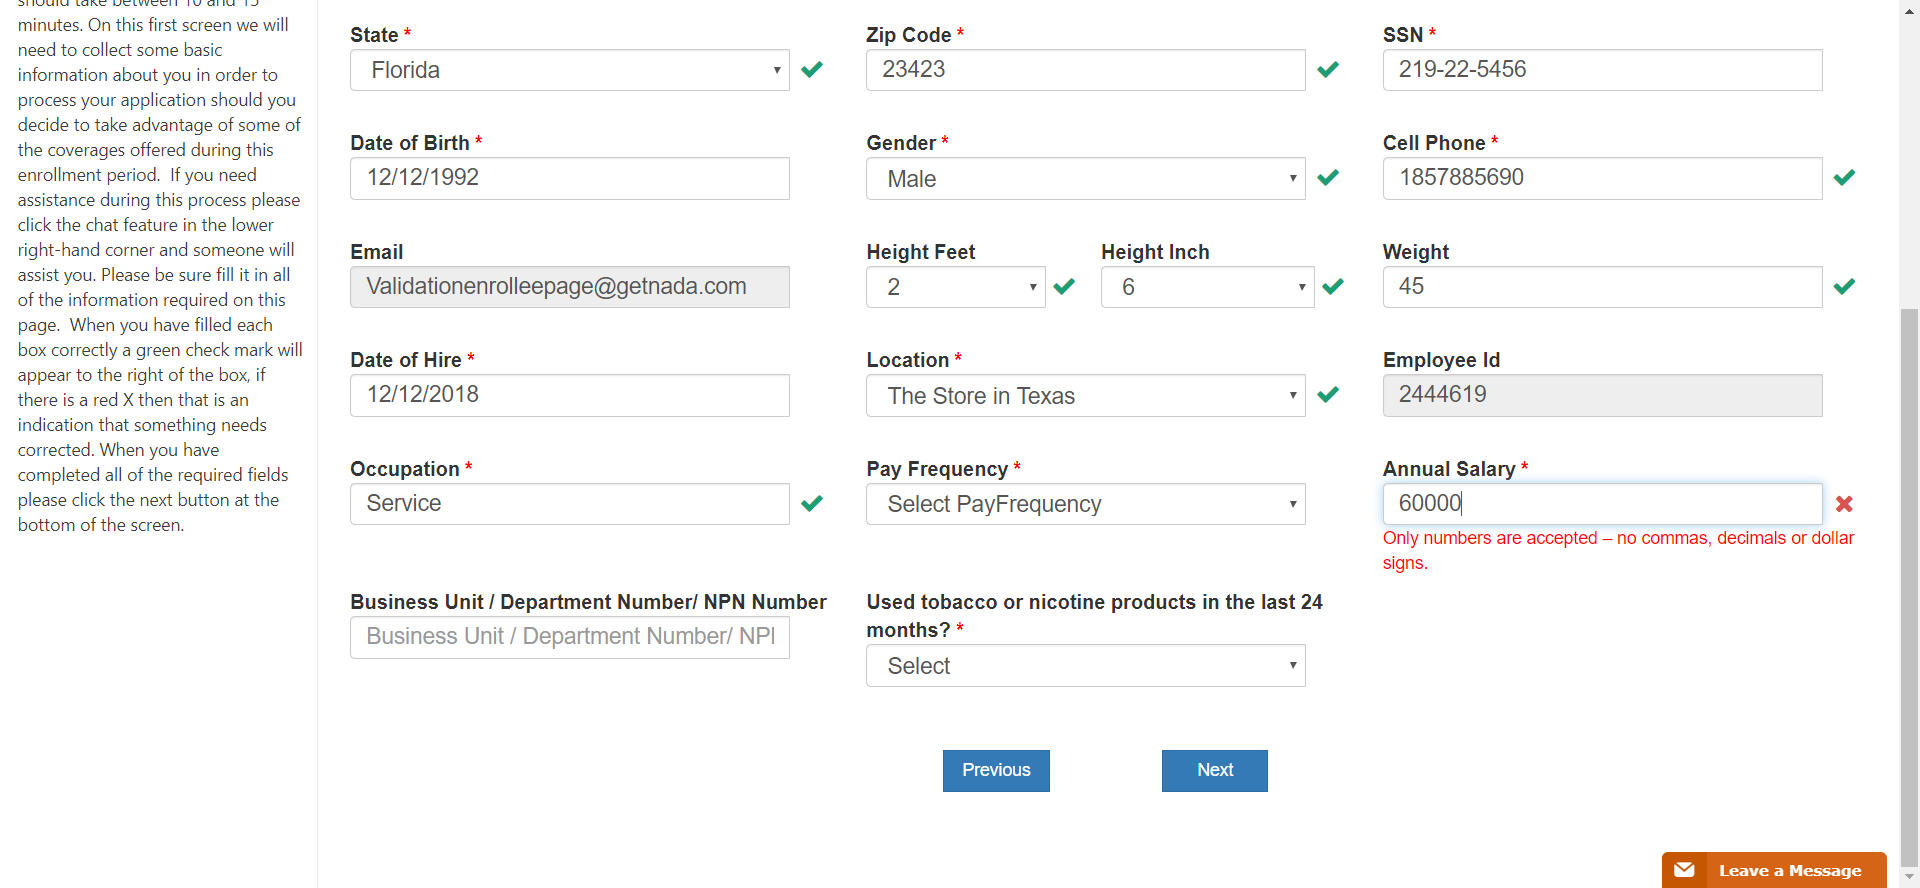 should take between 10 and 15
minutes. On this first screen we will
need to collect some basic
information about you in order to
process your application should you
decide to take advantage of some of
the coverages offered during this
enrollment period.  If you need
assistance during this process please
click the chat feature in the lower
right-hand corner and someone will
assist you. Please be sure fill it in all
of the information required on this
page.  When you have filled each
box correctly a green check mark will
appear to the right of the box, if
there is a red X then that is an
indication that something needs
corrected. When you have
completed all of the required fields
please click the next button at the
bottom of the screen.
State *
Florida
Zip Code *
23423
SSN *
219-22-5456
Date of Birth *
12/12/1992
Gender *
Male
Cell Phone *
1857885690
Email
Validationenrolleepage@getnada.com
Height Feet
2
Height Inch
6
Weight
45
Date of Hire *
12/12/2018
Location *
The Store in Texas
Employee Id
2444619
Occupation *
Service
Pay Frequency *
Select PayFrequency
Annual Salary *
60000
Only numbers are accepted – no commas, decimals or dollar
signs.
Business Unit / Department Number/ NPN Number
Business Unit / Department Number/ NPN
Used tobacco or nicotine products in the last 24
months? *
Select
Previous
Next
Leave a Message